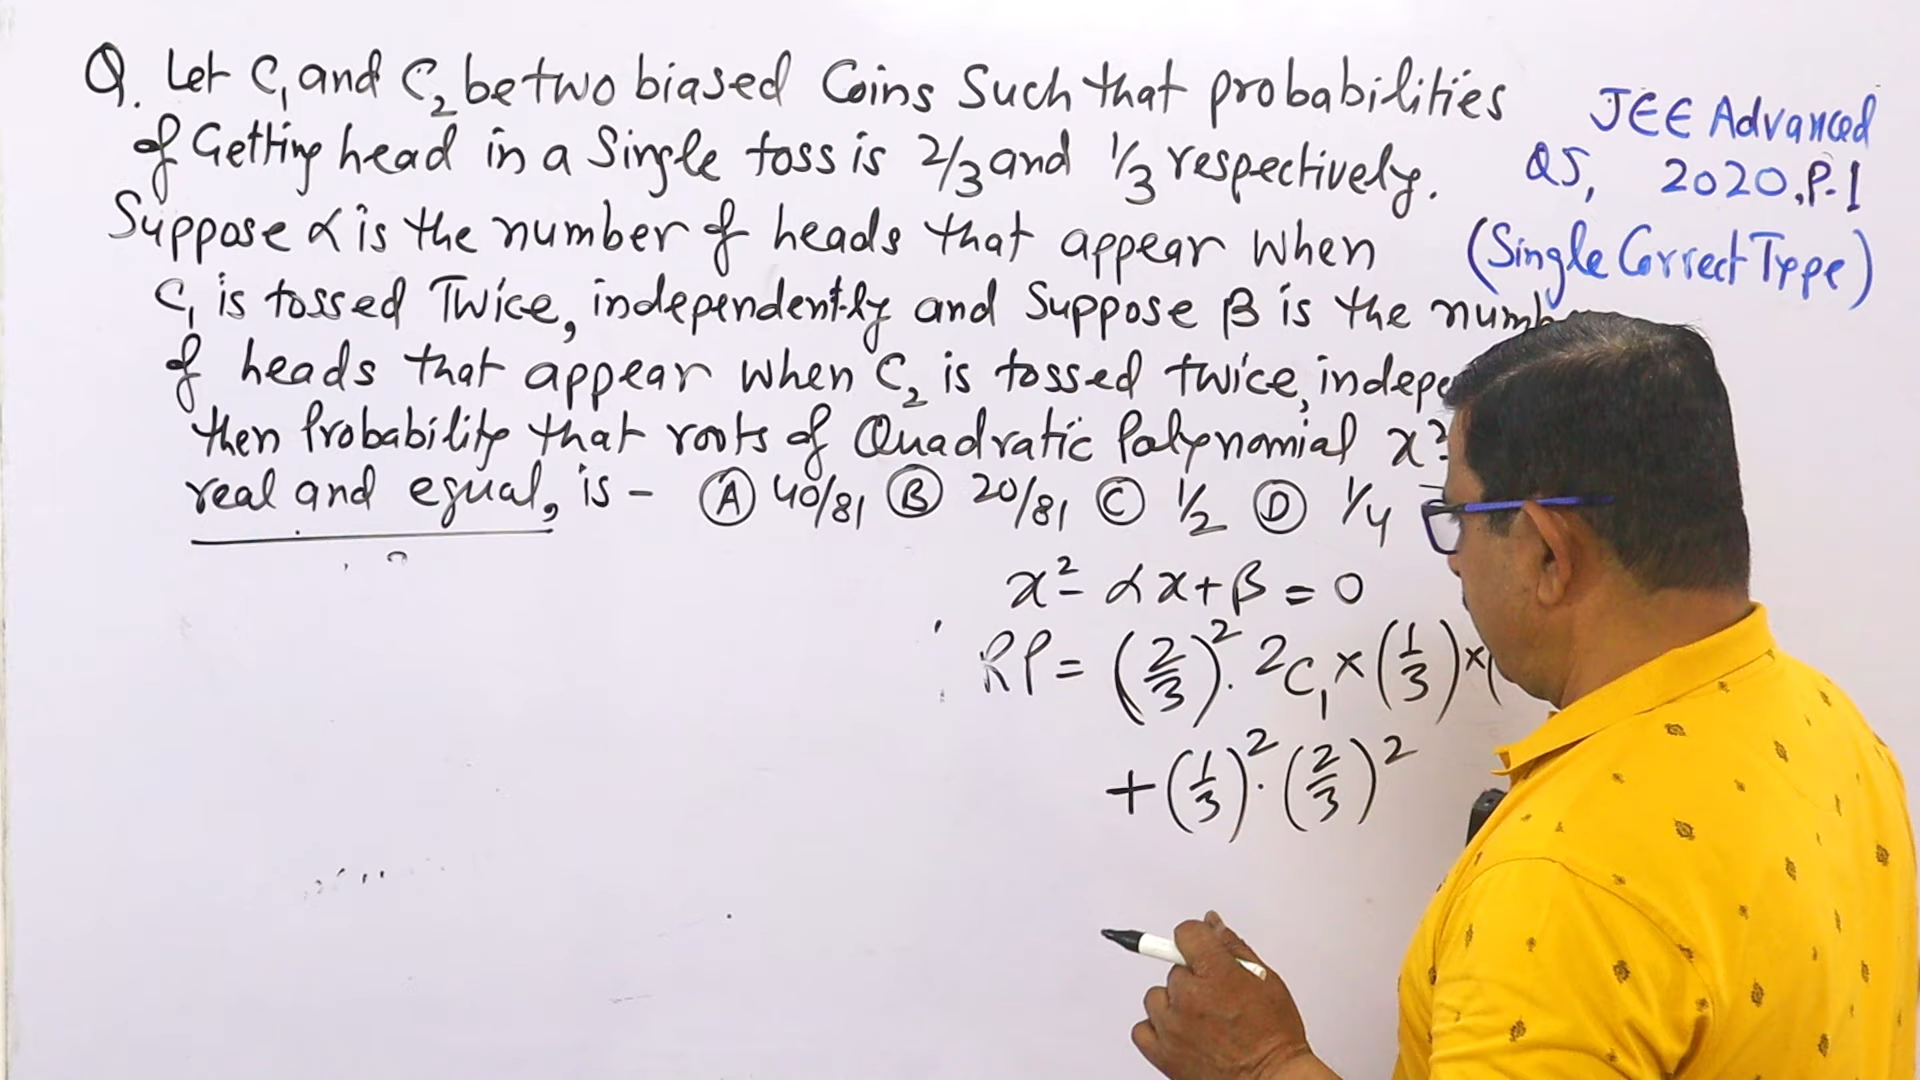 Q. Let C₁ and C₂ be two biased Coins Such that probabilities
of Getting head in a Single toss is 2/3 and 1/3 respectively.
Suppose α is the number of heads that appear when
C₁ is tossed Twice, independently and Suppose β is the
of heads that appear when C₂ is tossed twice,
then Probability that roots of Quadratic Polynomial x²
real and equal, is - Ⓐ 40/81 Ⓑ 20/81 Ⓒ 1/2 Ⓓ 1/4
JEE Advanced
Q5, 2020, P-1
(Single Correct Type)
x² - αx + β = 0
RP = (2/3)² · ²C₁ × (1/3) × (
+ (1/3)² · (2/3)²